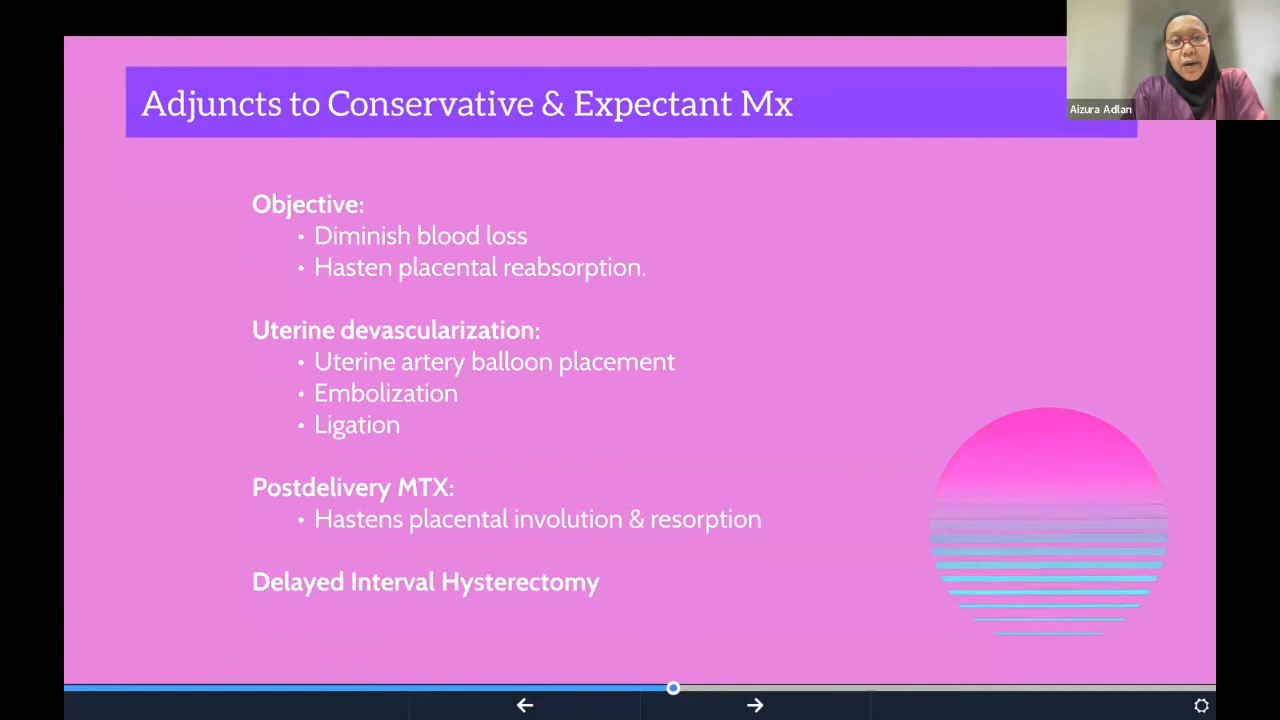 Adjuncts to Conservative & Expectant Mx
Aizura Adlan
Objective:
• Diminish blood loss
• Hasten placental reabsorption.
Uterine devascularization:
• Uterine artery balloon placement
• Embolization
• Ligation
Postdelivery MTX:
• Hastens placental involution & resorption
Delayed Interval Hysterectomy